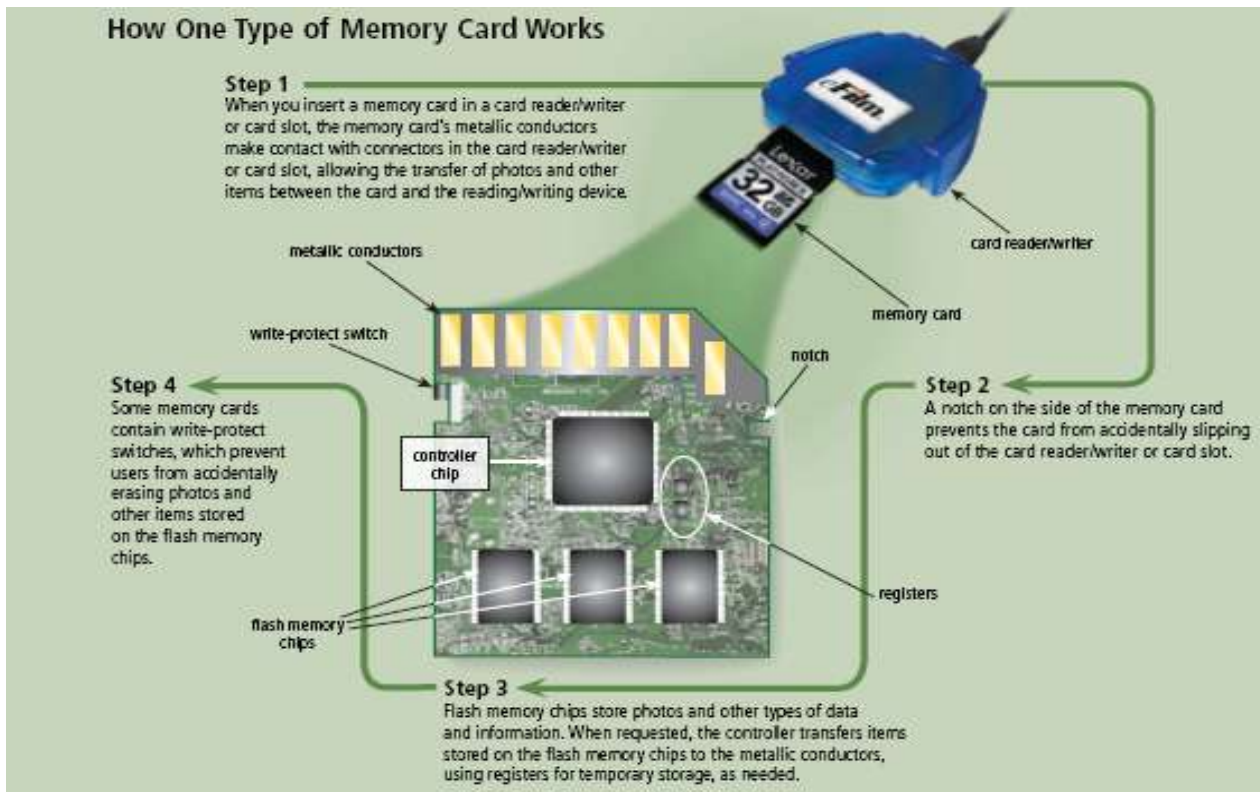 How One Type of Memory Card Works
Step 1
When you insert a memory card in a card reader/writer
or card slot, the memory card's metallic conductors
make contact with connectors in the card reader/writer
or card slot, allowing the transfer of photos and other
items between the card and the reading/writing device.
eFilm
Lexar
32
GB
card reader/writer
metallic conductors
memory card
write-protect switch
notch
Step 4
Some memory cards
contain write-protect
switches, which prevent
users from accidentally
erasing photos and
other items stored
on the flash memory
chips.
Step 2
A notch on the side of the memory card
prevents the card from accidentally slipping
out of the card reader/writer or card slot.
controller
chip
registers
flash memory
chips
Step 3
Flash memory chips store photos and other types of data
and information. When requested, the controller transfers items
stored on the flash memory chips to the metallic conductors,
using registers for temporary storage, as needed.